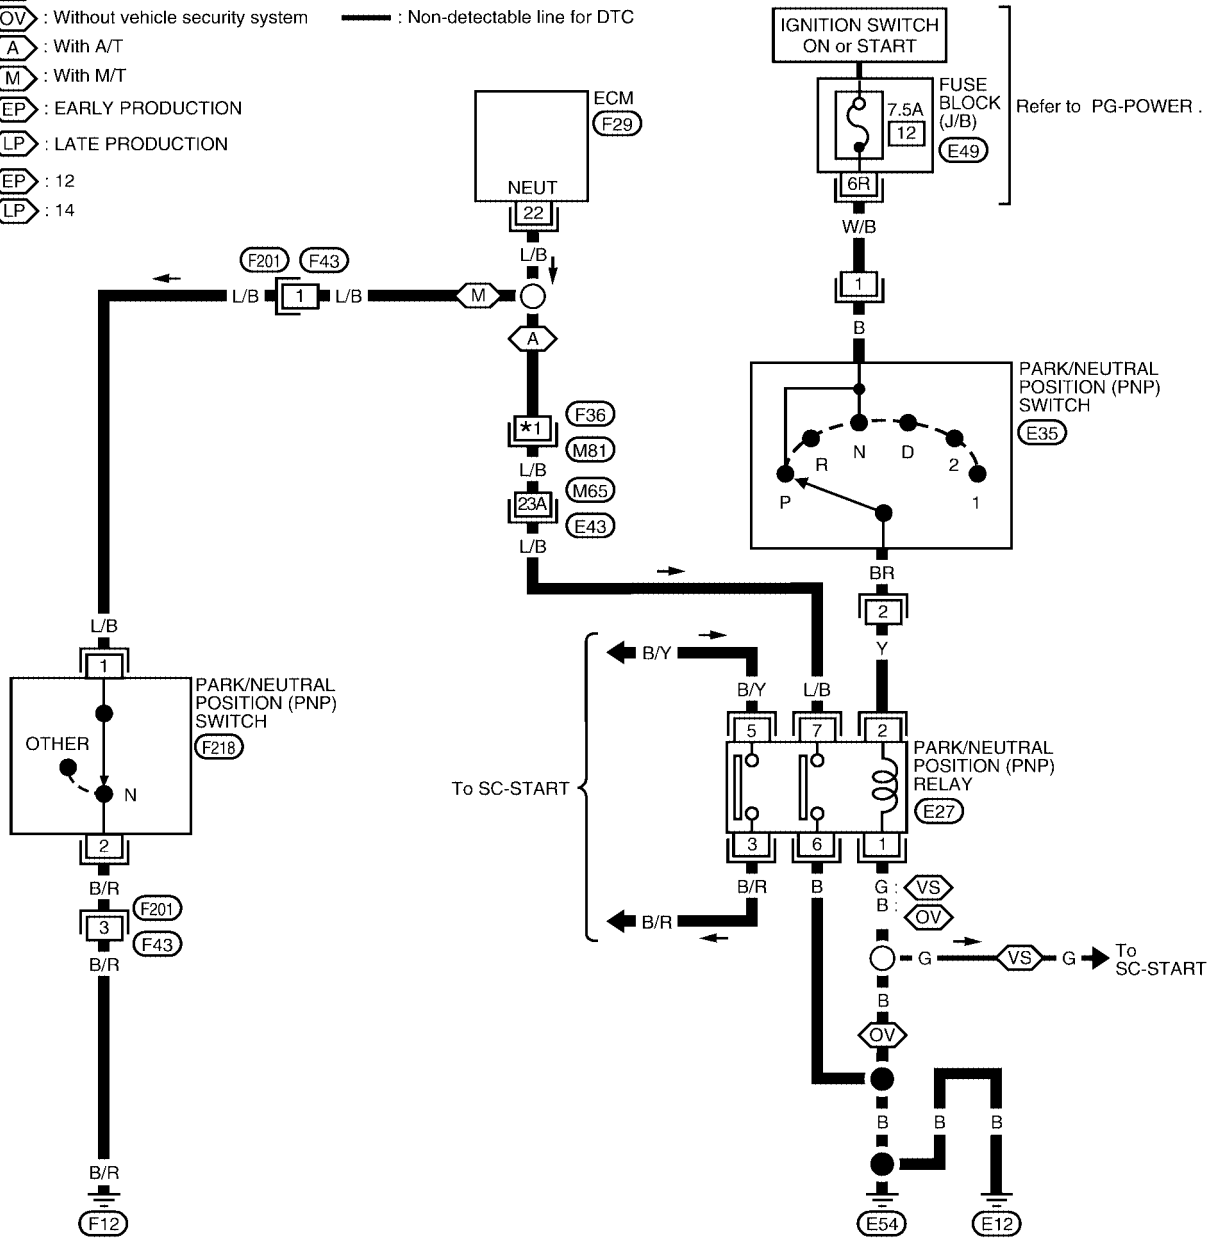 OV : Without vehicle security system
: Non-detectable line for DTC
A : With A/T
M : With M/T
EP : EARLY PRODUCTION
LP : LATE PRODUCTION
EP : 12
LP : 14
IGNITION SWITCH
ON or START
FUSE
BLOCK
(J/B)
E49
7.5A
12
6R
Refer to PG-POWER .
W/B
1
B
ECM
F29
NEUT
22
L/B
F201
F43
L/B
1
L/B
M
A
*1
F36
M81
L/B
23A
M65
E43
L/B
PARK/NEUTRAL
POSITION (PNP)
SWITCH
E35
P
R
N
D
2
1
BR
2
Y
L/B
1
PARK/NEUTRAL
POSITION (PNP)
SWITCH
F218
OTHER
N
2
B/R
F201
3
F43
B/R
B/R
F12
To SC-START
B/Y
B/Y
L/B
5
7
2
PARK/NEUTRAL
POSITION (PNP)
RELAY
E27
3
6
1
B/R
B
G : VS
B : OV
B/R
G
VS
G
To
SC-START
B
OV
B
B
B
E54
E12